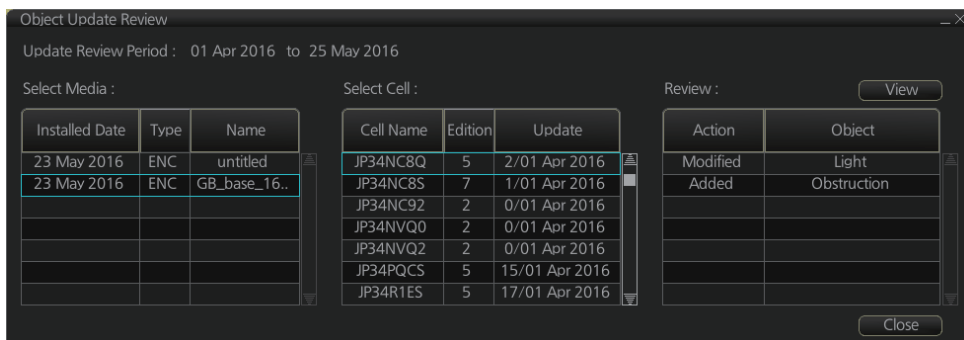 Object Update Review
Update Review Period : 01 Apr 2016 to 25 May 2016
Select Media :
Installed Date Type Name
23 May 2016 ENC untitled
23 May 2016 ENC GB_base_16..
Select Cell :
Cell Name Edition Update
JP34NC8Q 5 2/01 Apr 2016
JP34NC8S 7 1/01 Apr 2016
JP34NC92 2 0/01 Apr 2016
JP34NVQ0 2 0/01 Apr 2016
JP34NVQ2 2 0/01 Apr 2016
JP34PQCS 5 15/01 Apr 2016
JP34R1ES 5 17/01 Apr 2016
Review : View
Action Object
Modified Light
Added Obstruction
Close